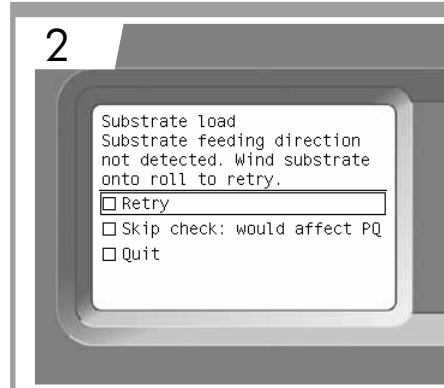 2
Substrate load
Substrate feeding direction
not detected. Wind substrate
onto roll to retry.
Retry
Skip check: would affect PQ
Quit